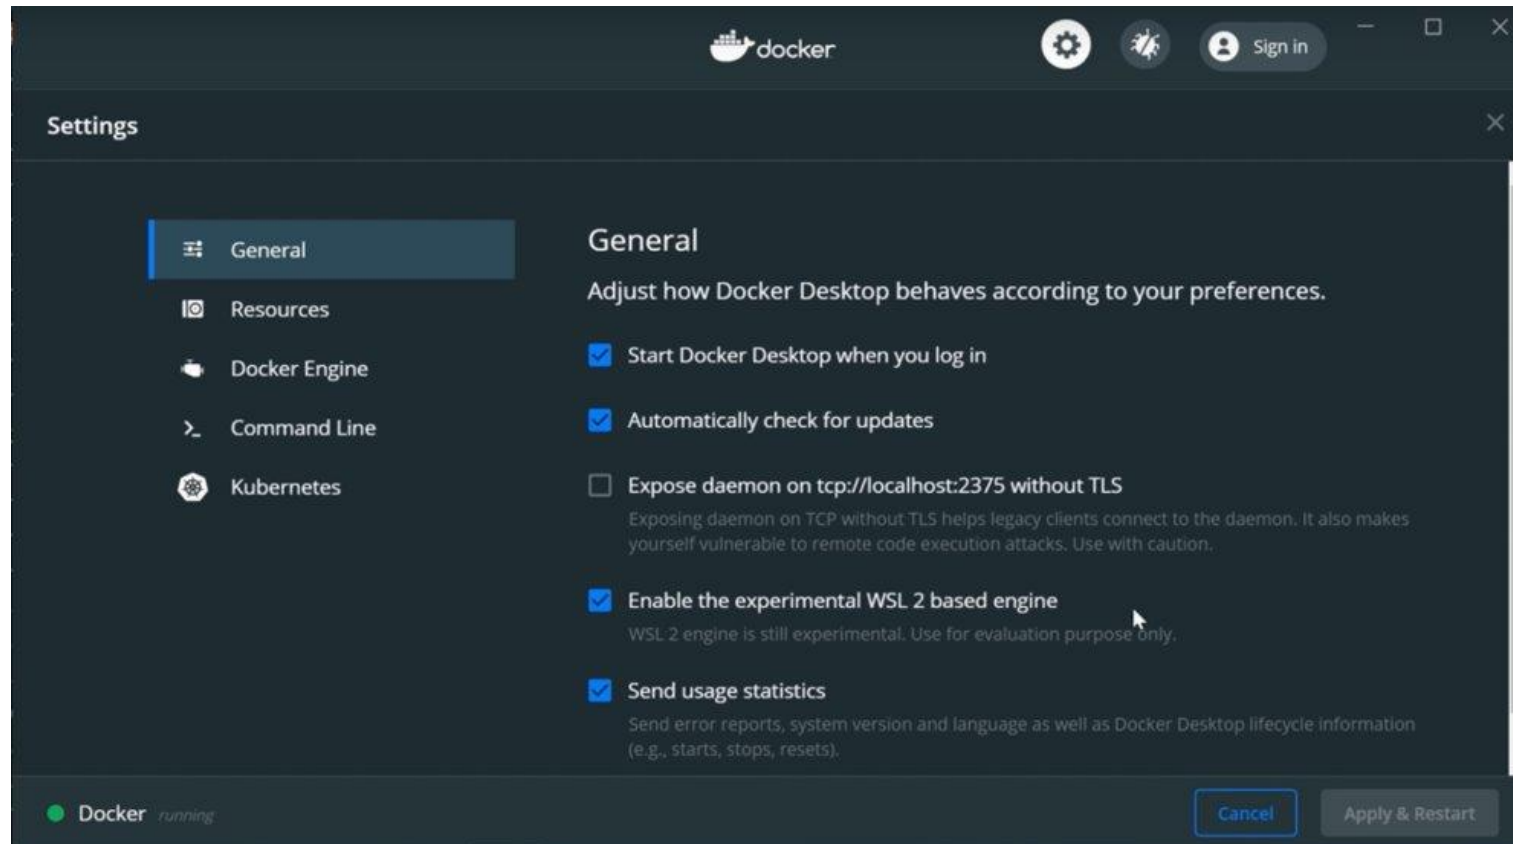 docker
Sign in
Settings
General
Resources
Docker Engine
Command Line
Kubernetes
General
Adjust how Docker Desktop behaves according to your preferences.
Start Docker Desktop when you log in
Automatically check for updates
Expose daemon on tcp://localhost:2375 without TLS
Exposing daemon on TCP without TLS helps legacy clients connect to the daemon. It also makes
yourself vulnerable to remote code execution attacks. Use with caution.
Enable the experimental WSL 2 based engine
WSL 2 engine is still experimental. Use for evaluation purpose only.
Send usage statistics
Send error reports, system version and language as well as Docker Desktop lifecycle information
(e.g., starts, stops, resets).
Docker running
Cancel
Apply & Restart